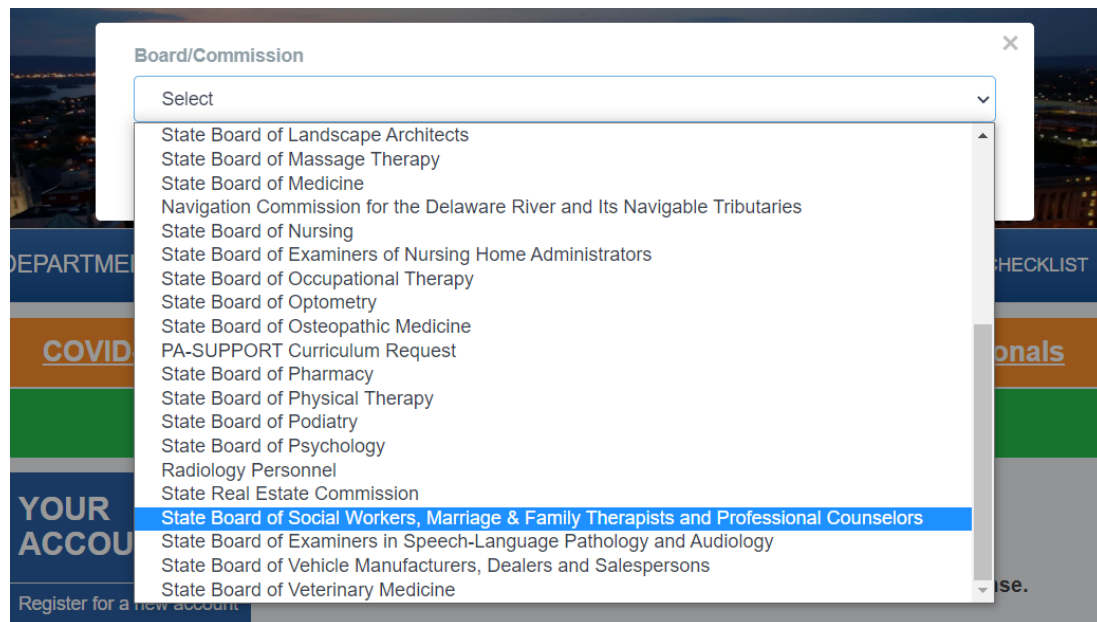 Board/Commission
×
Select
State Board of Landscape Architects
State Board of Massage Therapy
State Board of Medicine
Navigation Commission for the Delaware River and Its Navigable Tributaries
State Board of Nursing
State Board of Examiners of Nursing Home Administrators
DEPARTME
CHECKLIST
State Board of Occupational Therapy
State Board of Optometry
State Board of Osteopathic Medicine
COVID-
PA-SUPPORT Curriculum Request
onals
State Board of Pharmacy
State Board of Physical Therapy
State Board of Podiatry
State Board of Psychology
Radiology Personnel
State Real Estate Commission
YOUR
State Board of Social Workers, Marriage & Family Therapists and Professional Counselors
ACCOU
State Board of Examiners in Speech-Language Pathology and Audiology
State Board of Vehicle Manufacturers, Dealers and Salespersons
State Board of Veterinary Medicine
nse.
Register for a new account